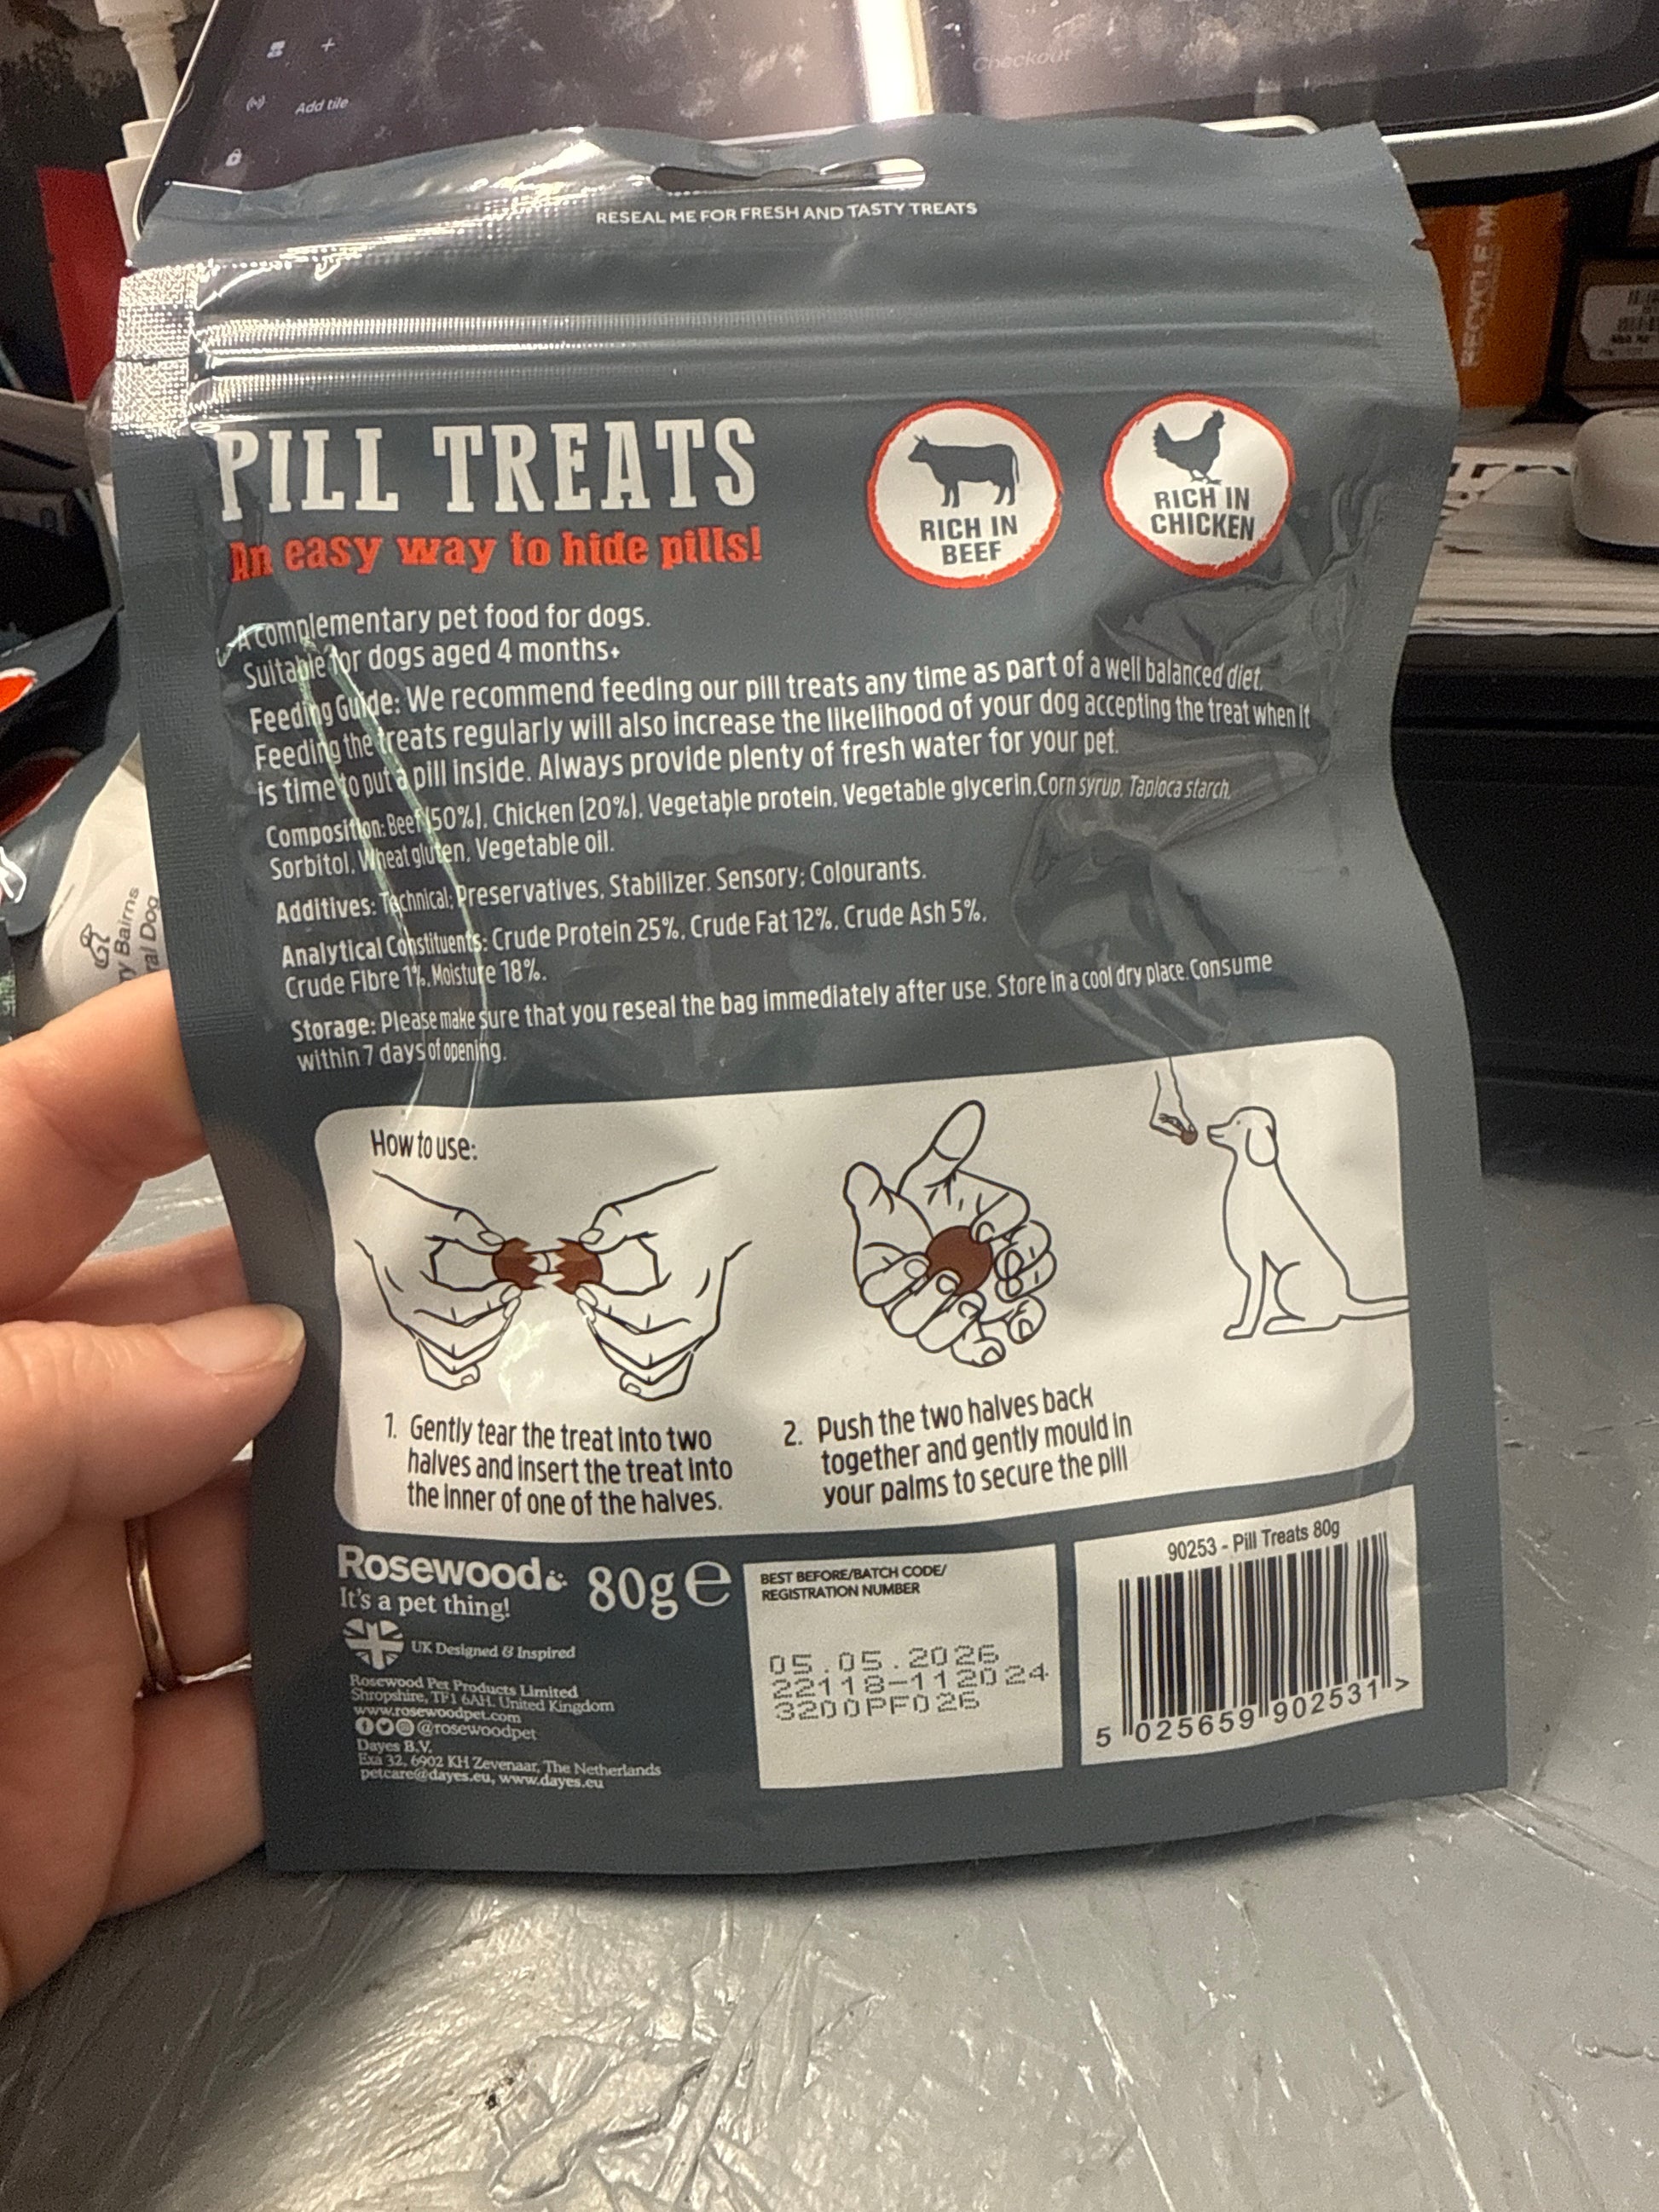 +
Add tile
Checkout
RESEAL ME FOR FRESH AND TASTY TREATS
RECYCLE M
PILL TREATS
An easy way to hide pills!
RICH IN
BEEF
RICH IN
CHICKEN
A complementary pet food for dogs.
Suitable for dogs aged 4 months+
Feeding Guide: We recommend feeding our pill treats any time as part of a well balanced diet.
Feeding the treats regularly will also increase the likelihood of your dog accepting the treat when it
is time to put a pill inside. Always provide plenty of fresh water for your pet.
Composition: Beef (50%), Chicken (20%), Vegetable protein, Vegetable glycerin,Corn syrup, Tapioca starch,
Sorbitol, Wheat gluten, Vegetable oil.
Additives: Technical; Preservatives, Stabilizer. Sensory; Colourants.
Analytical Constituents: Crude Protein 25%, Crude Fat 12%, Crude Ash 5%,
Crude Fibre 1%, Moisture 18%.
Storage: Please make sure that you reseal the bag immediately after use. Store in a cool dry place. Consume
within 7 days of opening.
ry Bairns
ral Dog
How to use:
1. Gently tear the treat into two
halves and insert the treat into
the inner of one of the halves.
2. Push the two halves back
together and gently mould in
your palms to secure the pill
Rosewood
It's a pet thing!
80g e
UK Designed & Inspired
Rosewood Pet Products Limited
Shropshire, TF1 6AH. United Kingdom
www.rosewoodpet.com
@rosewoodpet
Dayes B.V.
Exa 32, 6902 KH Zevenaar, The Netherlands
petcare@dayes.eu, www.dayes.eu
BEST BEFORE/BATCH CODE/
REGISTRATION NUMBER
05.05.2026
22118-112024
3200PF026
90253 - Pill Treats 80g
5 025659 902531 >